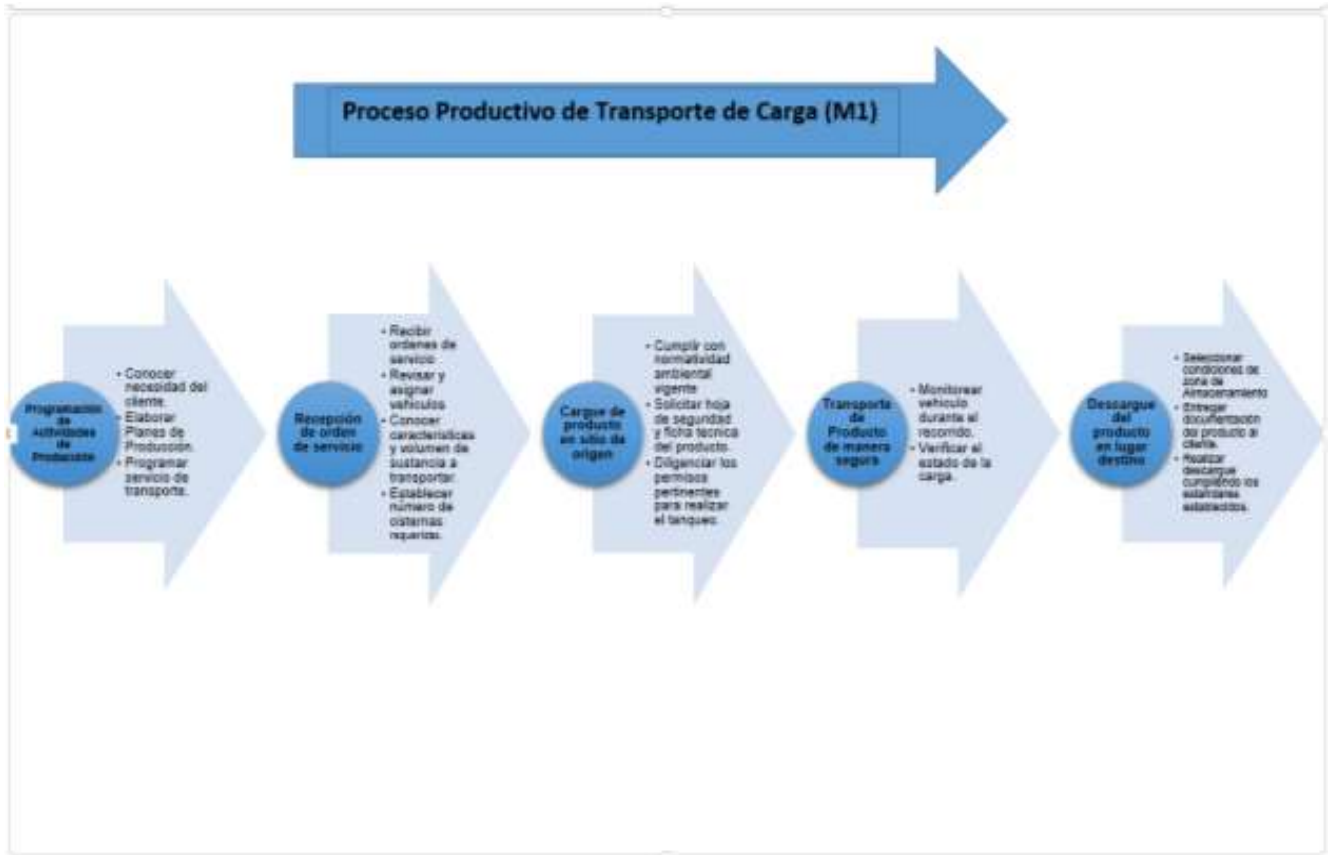 Proceso Productivo de Transporte de Carga (M1)
Programación
de
Actividades
de
Producción
• Conocer
necesidad del
cliente.
• Elaborar
Planes de
Producción.
• Programar
servicio de
transporte.
Recepción
de orden
de servicio
• Recibir
ordenes de
servicio
• Revisar y
asignar
vehículos
• Conocer
características
y volumen de
sustancia a
transportar.
• Establecer
número de
cisternas
Cargue de
producto
en sitio de
origen
• Cumplir con
normatividad
ambiental
vigente
• Solicitar hoja
de seguridad
y ficha técnica
del producto.
• Diligenciar los
permisos
pertinentes
para realizar
el tanqueo.
Transporte
de
Producto
de manera
segura
• Monitorear
vehículo
durante el
recorrido.
• Verificar el
estado de la
carga.
Descargue
del
producto
en lugar
destino
• Seleccionar
condiciones de
zona de
Almacenamiento
• Entregar
documentación
del producto al
cliente.
• Realizar
descargue
cumpliendo los
estándares
establecidos.